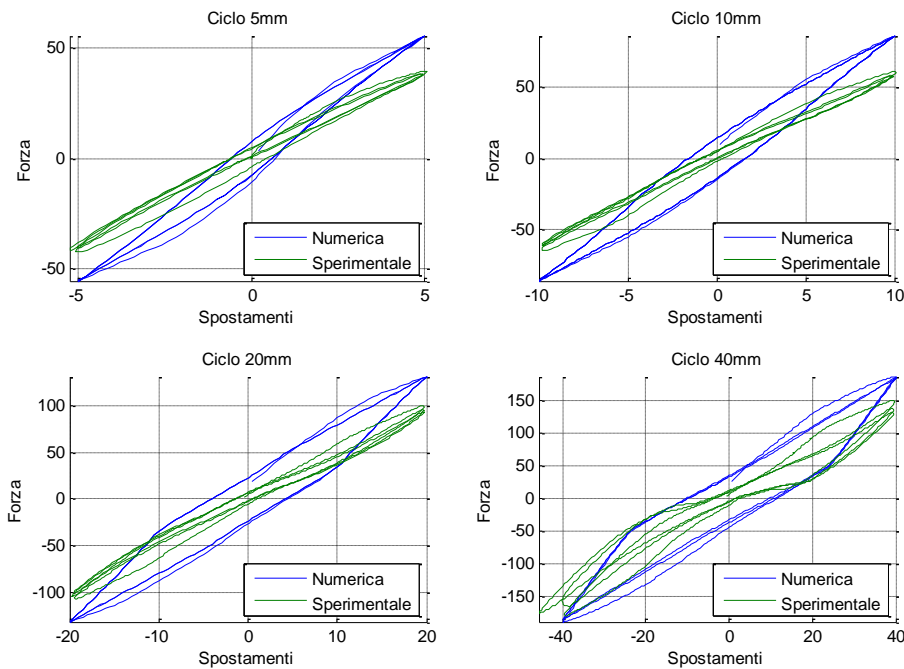 Ciclo 5mm
50
0
-50
-5
0
5
Forza
Spostamenti
Numerica
Sperimentale
Ciclo 10mm
50
0
-50
-10
-5
0
5
10
Forza
Spostamenti
Numerica
Sperimentale
Ciclo 20mm
100
50
0
-50
-100
-20
-10
0
10
20
Forza
Spostamenti
Numerica
Sperimentale
Ciclo 40mm
150
100
50
0
-50
-100
-150
-40
-20
0
20
40
Forza
Spostamenti
Numerica
Sperimentale